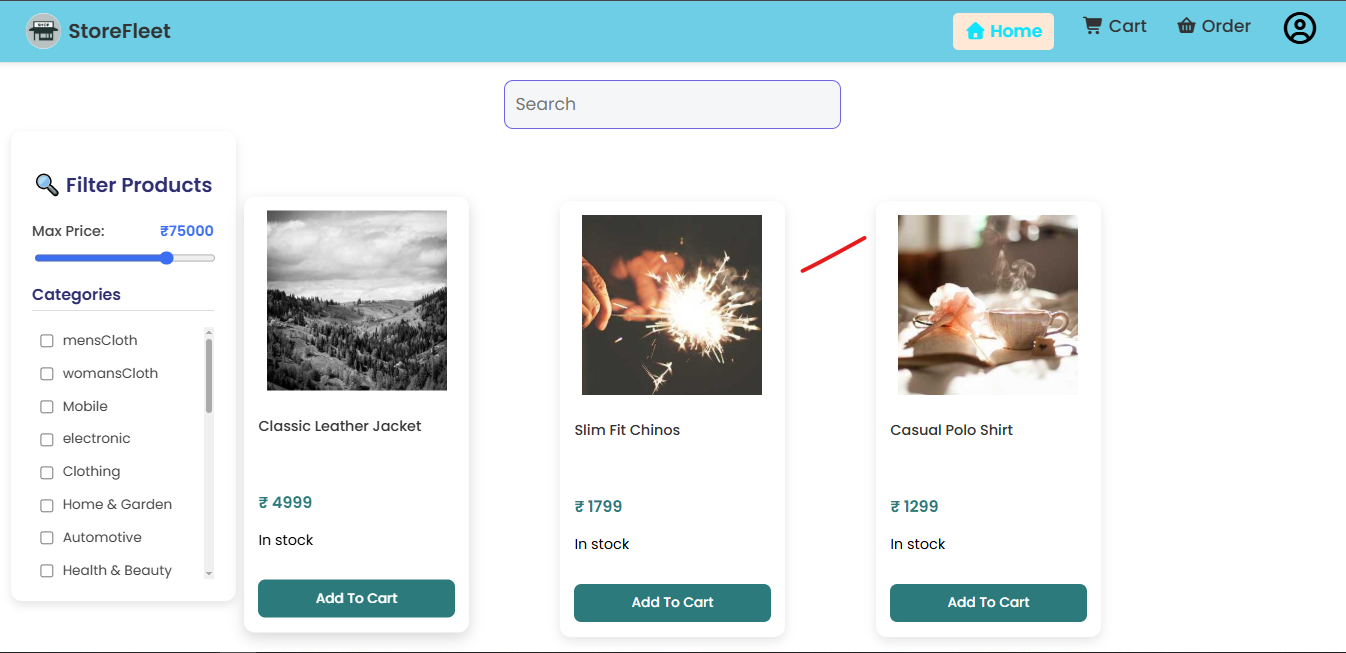 SHOP
StoreFleet
Home
Cart
Order
Search
Filter Products
Max Price: ₹75000
Categories
mensCloth
womansCloth
Mobile
electronic
Clothing
Home & Garden
Automotive
Health & Beauty
Classic Leather Jacket
₹ 4999
In stock
Add To Cart
Slim Fit Chinos
₹ 1799
In stock
Add To Cart
Casual Polo Shirt
₹ 1299
In stock
Add To Cart